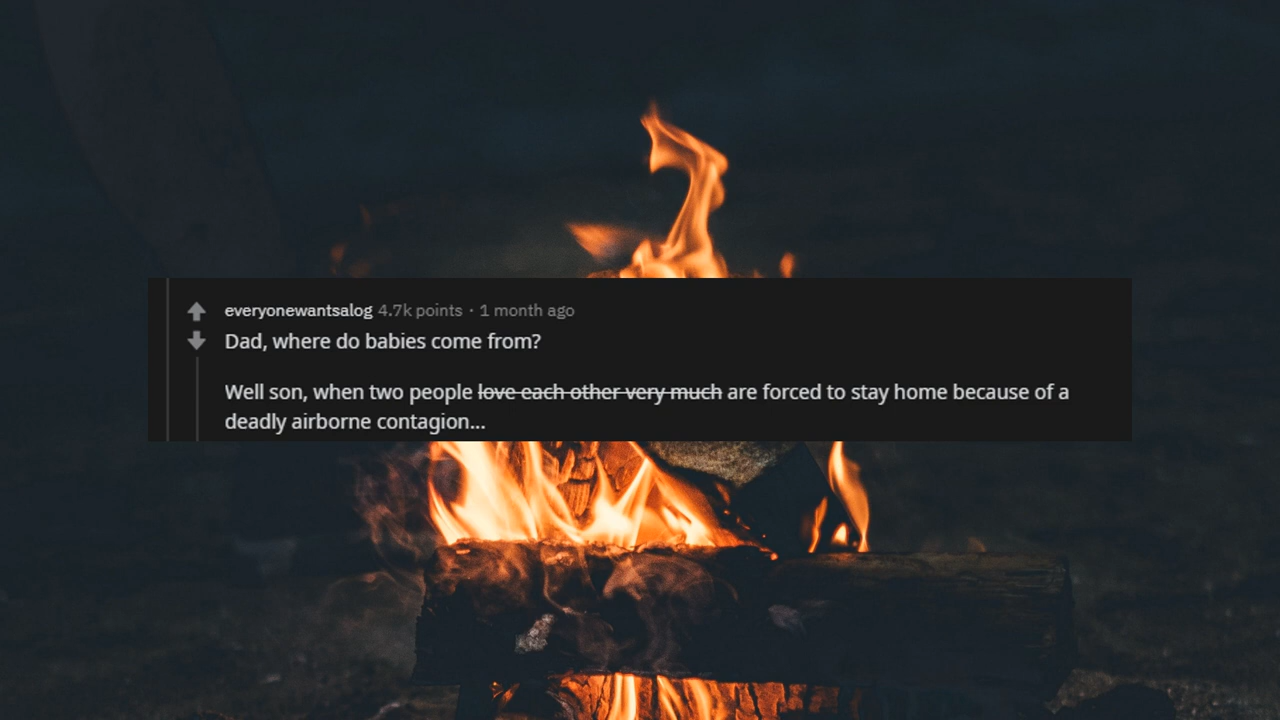 everyonewantsalog 4.7k points · 1 month ago
Dad, where do babies come from?
Well son, when two people love each other very much are forced to stay home because of a
deadly airborne contagion...